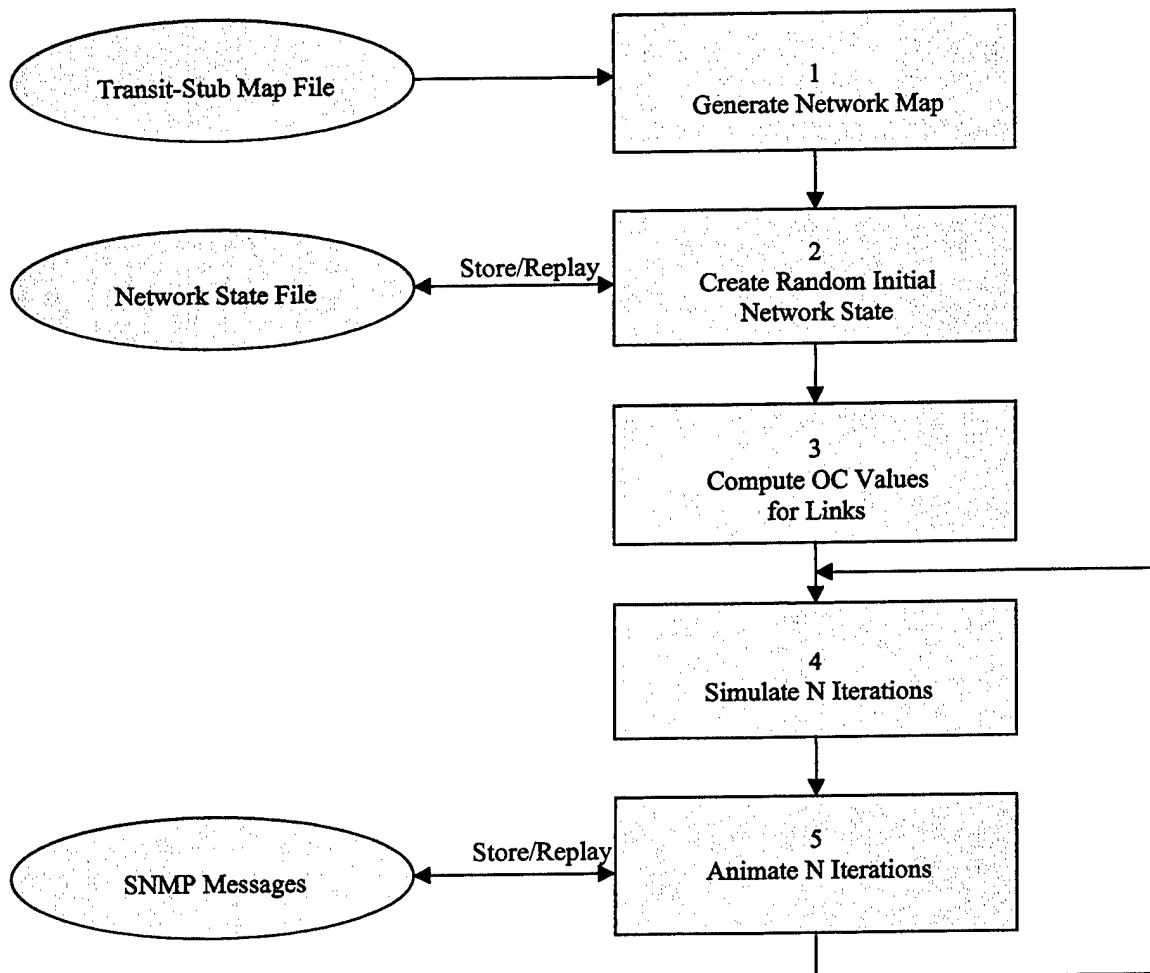 Transit-Stub Map File
1
Generate Network Map
Network State File
Store/Replay
2
Create Random Initial
Network State
3
Compute OC Values
for Links
4
Simulate N Iterations
SNMP Messages
Store/Replay
5
Animate N Iterations